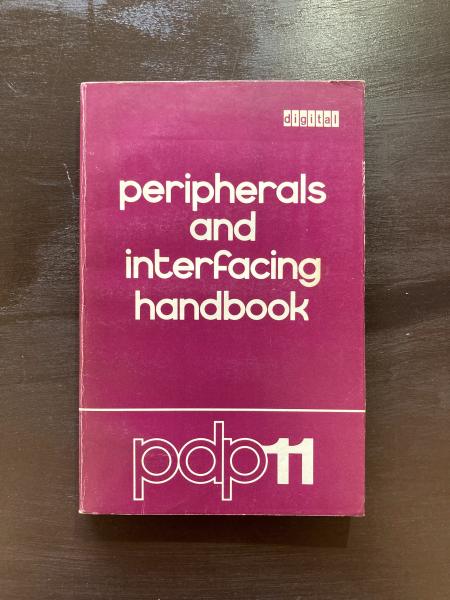 digital
peripherals
and
interfacing
handbook
pdp11